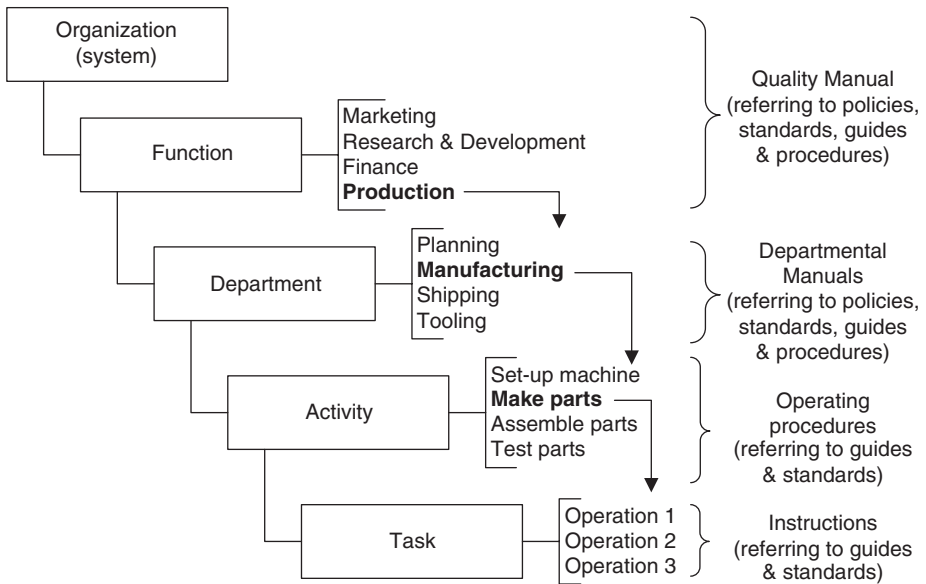 Organization
(system)
Quality Manual
(referring to policies,
standards, guides
& procedures)
Function
Marketing
Research & Development
Finance
Production
Department
Planning
Manufacturing
Shipping
Tooling
Departmental
Manuals
(referring to policies,
standards, guides
& procedures)
Activity
Set-up machine
Make parts
Assemble parts
Test parts
Operating
procedures
(referring to guides
& standards)
Task
Operation 1
Operation 2
Operation 3
Instructions
(referring to guides
& standards)